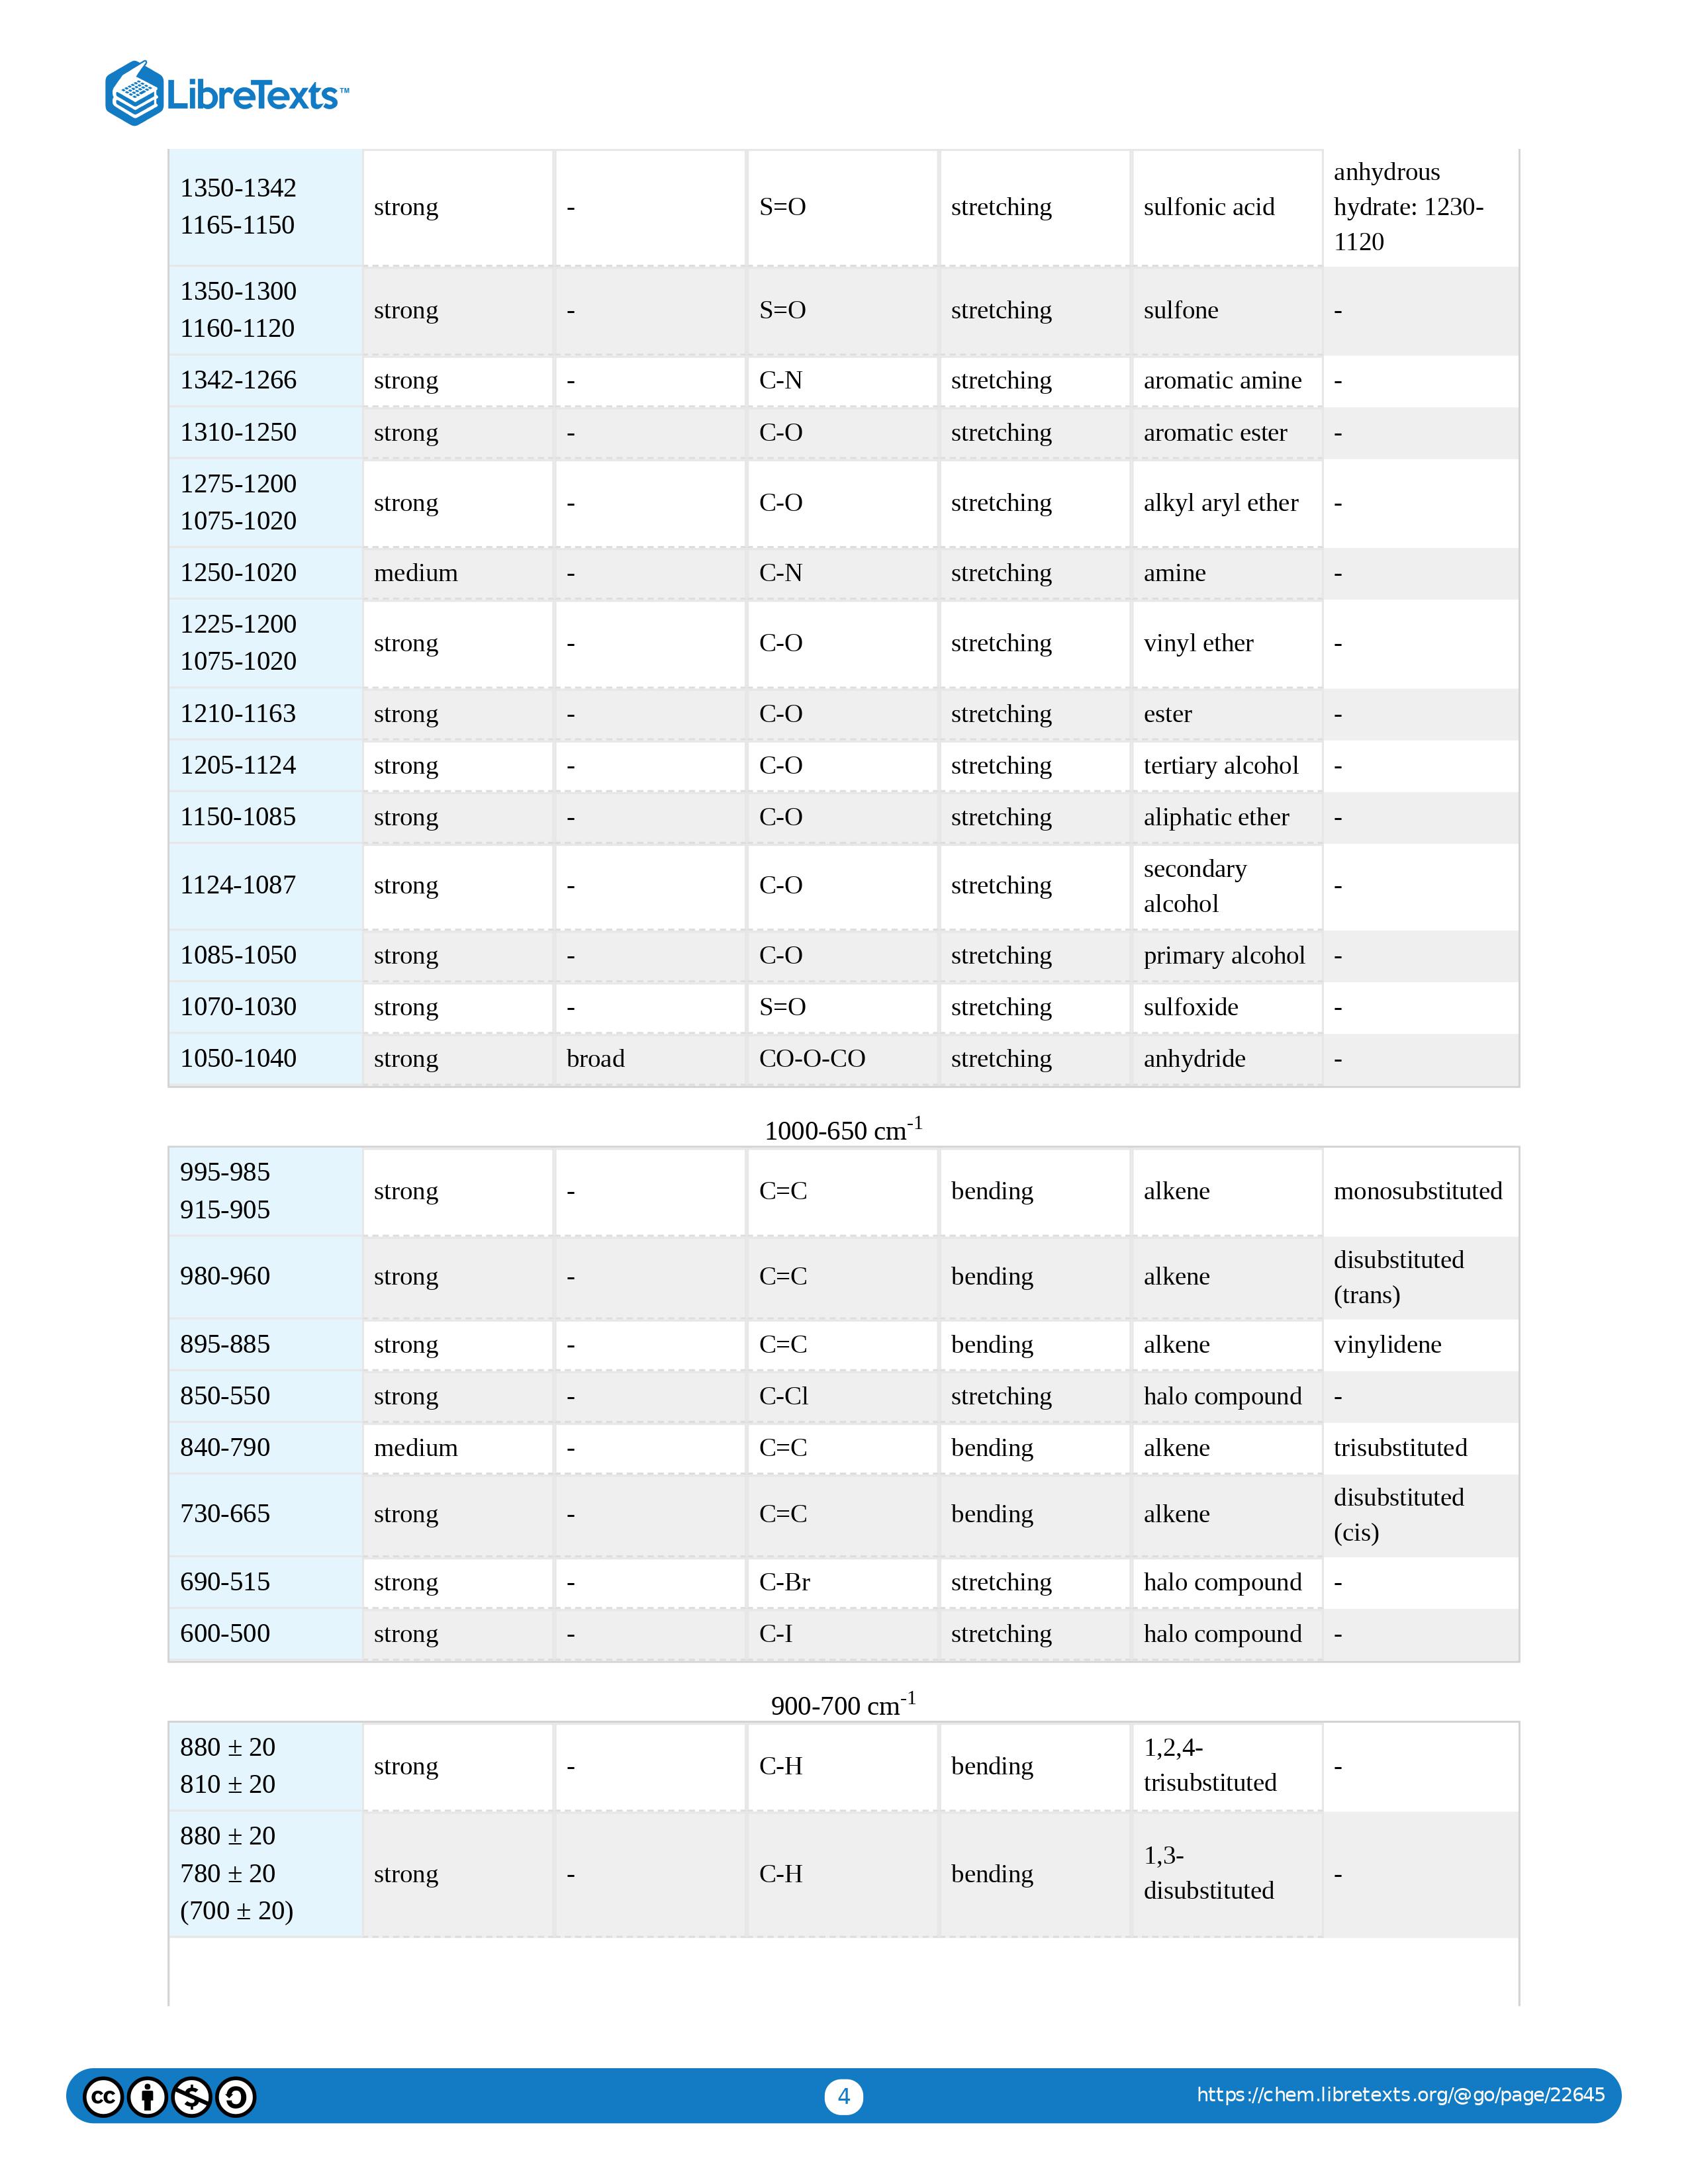 LibreTexts™
1350-1342
1165-1150
strong
-
S=O
stretching
sulfonic acid
anhydrous
hydrate: 1230-
1120
1350-1300
1160-1120
strong
-
S=O
stretching
sulfone
-
1342-1266
strong
-
C-N
stretching
aromatic amine
-
1310-1250
strong
-
C-O
stretching
aromatic ester
-
1275-1200
1075-1020
strong
-
C-O
stretching
alkyl aryl ether
-
1250-1020
medium
-
C-N
stretching
amine
-
1225-1200
1075-1020
strong
-
C-O
stretching
vinyl ether
-
1210-1163
strong
-
C-O
stretching
ester
-
1205-1124
strong
-
C-O
stretching
tertiary alcohol
-
1150-1085
strong
-
C-O
stretching
aliphatic ether
-
1124-1087
strong
-
C-O
stretching
secondary
alcohol
-
1085-1050
strong
-
C-O
stretching
primary alcohol
-
1070-1030
strong
-
S=O
stretching
sulfoxide
-
1050-1040
strong
broad
CO-O-CO
stretching
anhydride
-
1000-650 cm-1
995-985
915-905
strong
-
C=C
bending
alkene
monosubstituted
980-960
strong
-
C=C
bending
alkene
disubstituted
(trans)
895-885
strong
-
C=C
bending
alkene
vinylidene
850-550
strong
-
C-Cl
stretching
halo compound
-
840-790
medium
-
C=C
bending
alkene
trisubstituted
730-665
strong
-
C=C
bending
alkene
disubstituted
(cis)
690-515
strong
-
C-Br
stretching
halo compound
-
600-500
strong
-
C-I
stretching
halo compound
-
900-700 cm-1
880 ± 20
810 ± 20
strong
-
C-H
bending
1,2,4-
trisubstituted
-
880 ± 20
780 ± 20
(700 ± 20)
strong
-
C-H
bending
1,3-
disubstituted
-
cc
4
https://chem.libretexts.org/@go/page/22645